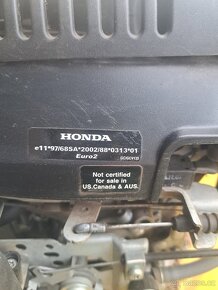 HONDA
e11*97/68SA*2002/88*0313*01
Euro2
Not certified
for sale in
US.Canada & AUS.